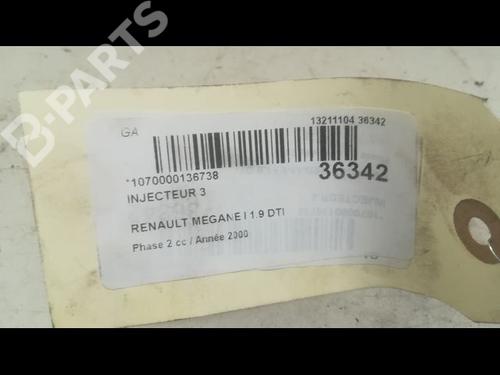 B-PARTS
GA
13211104 36342
*1070000136738
36342
INJECTEUR 3
RENAULT MEGANE I 1.9 DTI
Phase 2 cc / Année 2000